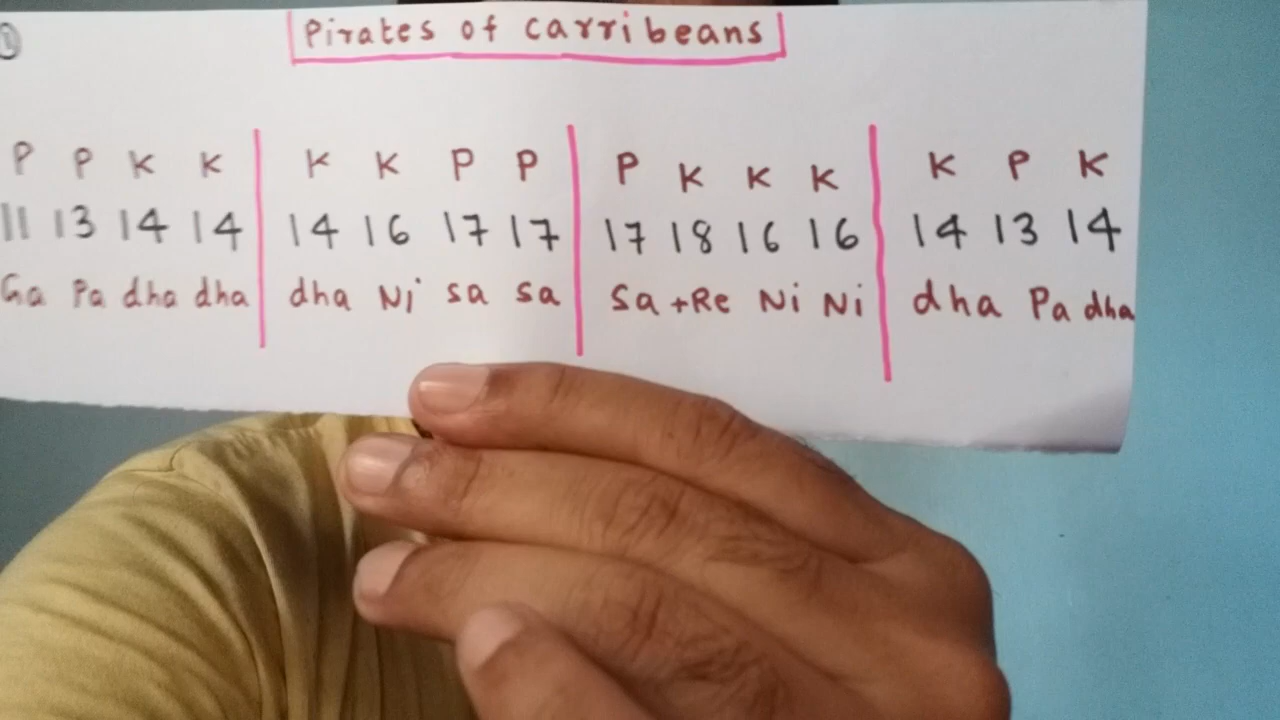 1
Pirates of carribeans
P P K K K K P P P K K K K P K
11 13 14 14 14 16 17 17 17 18 16 16 14 13 14
Ga Pa dha dha dha Ni sa sa Sa +Re Ni Ni dha Pa dha